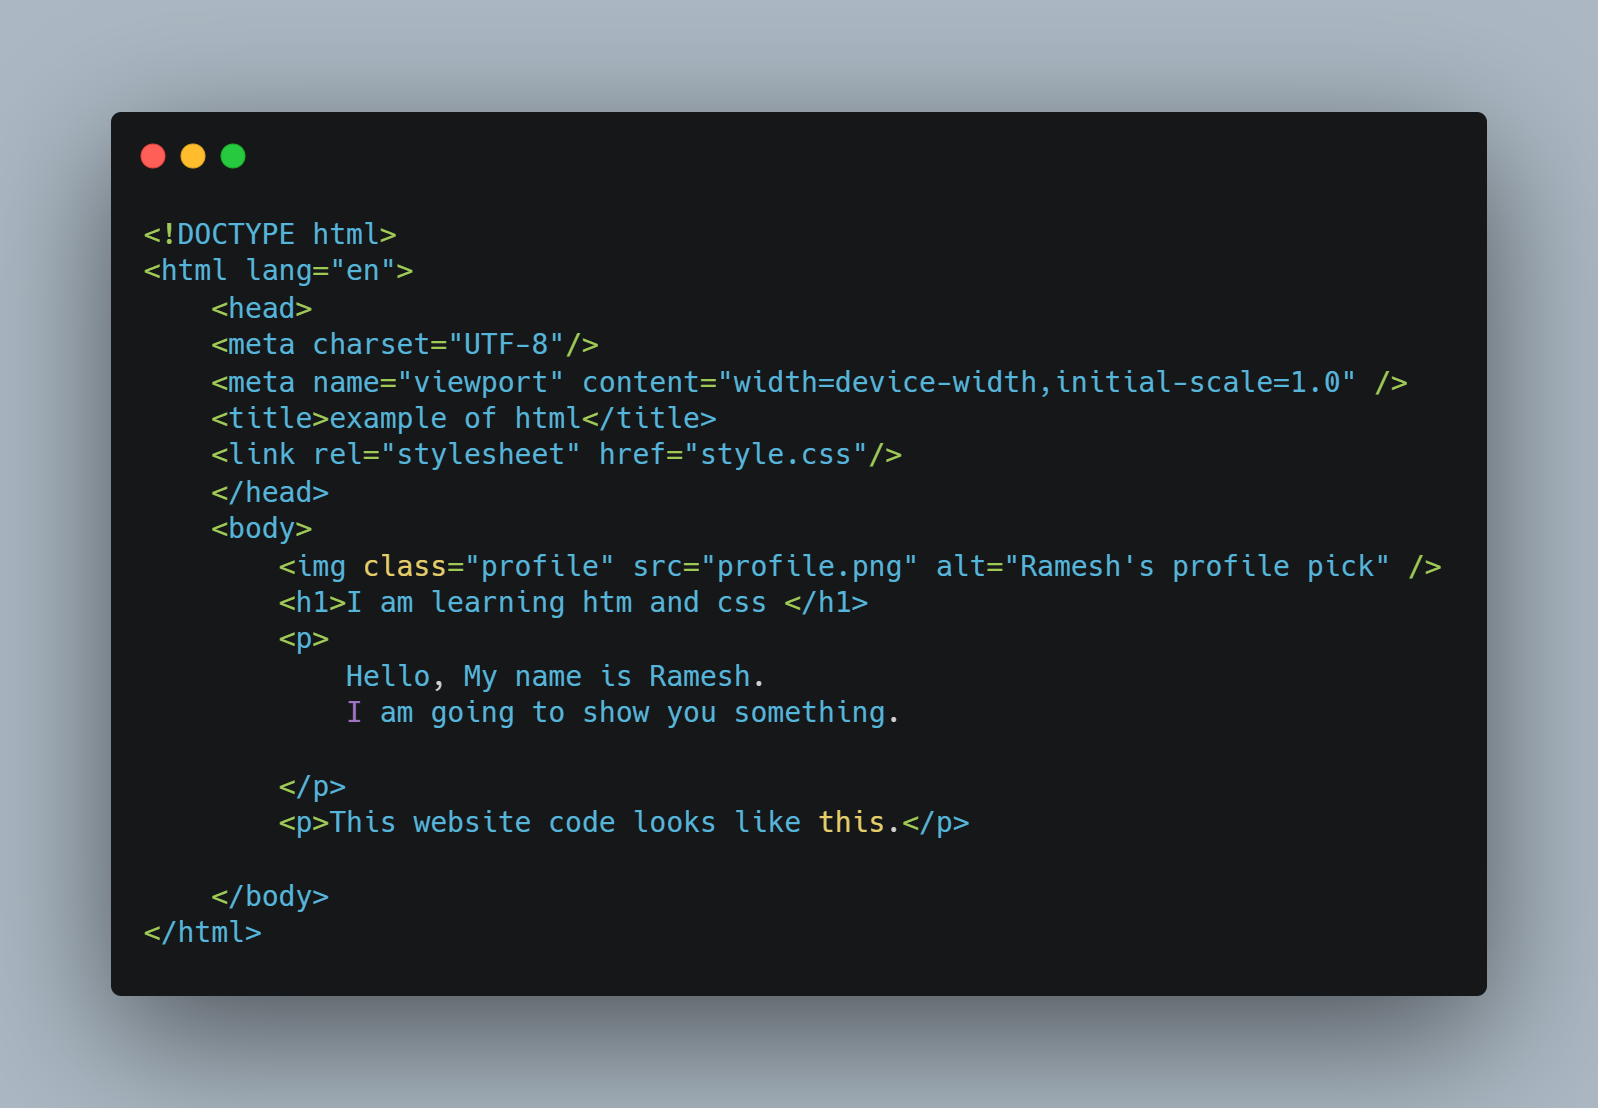 <!DOCTYPE html>
<html lang="en">
    <head>
    <meta charset="UTF-8"/>
    <meta name="viewport" content="width=device-width,initial-scale=1.0" />
    <title>example of html</title>
    <link rel="stylesheet" href="style.css"/>
    </head>
    <body>
        <img class="profile" src="profile.png" alt="Ramesh's profile pick" />
        <h1>I am learning htm and css </h1>
        <p>
            Hello, My name is Ramesh.
            I am going to show you something.

        </p>
        <p>This website code looks like this.</p>

    </body>
</html>